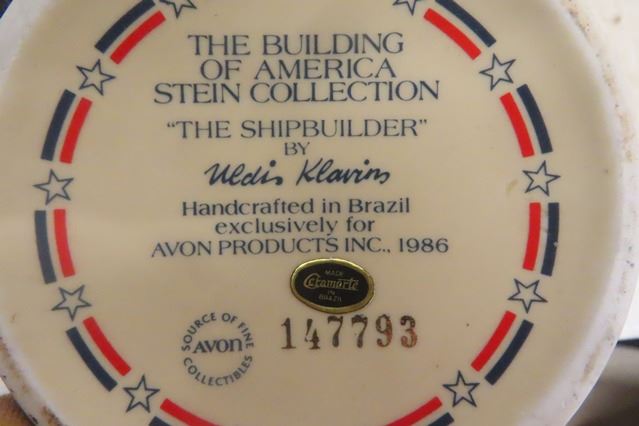 THE BUILDING
OF AMERICA
STEIN COLLECTION
"THE SHIPBUILDER"
BY
Uldis Klavins
Handcrafted in Brazil
exclusively for
AVON PRODUCTS INC., 1986
MADE
Ceramarte
IN
BRAZIL
SOURCE OF FINE
AVON
COLLECTIBLES
147793